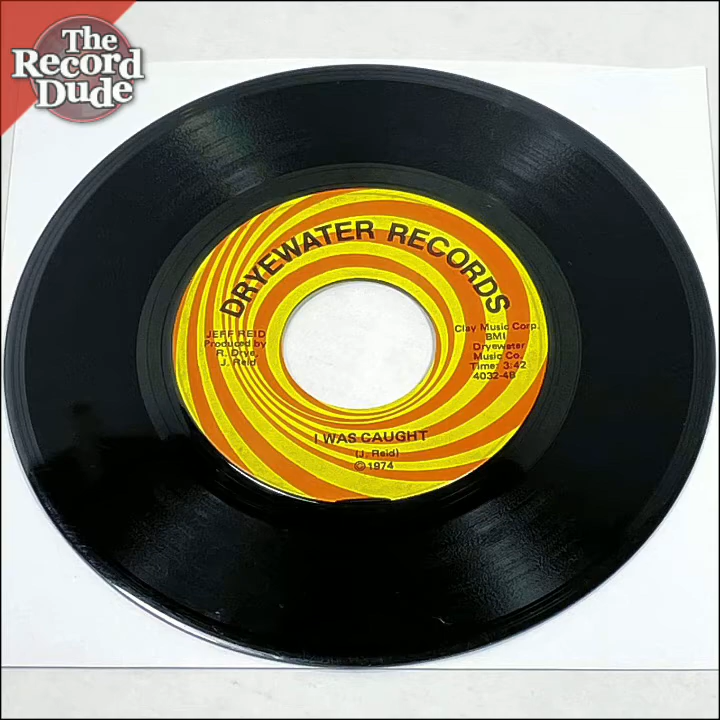 The
Record
Dude
DRYEWATER RECORDS
JEFF REID
Produced by
R. Drye,
J. Reid
Clay Music Corp.
BMI
Dryewater
Music Co.
Time: 3:42
4032-4B
I WAS CAUGHT
(J. Reid)
©1974